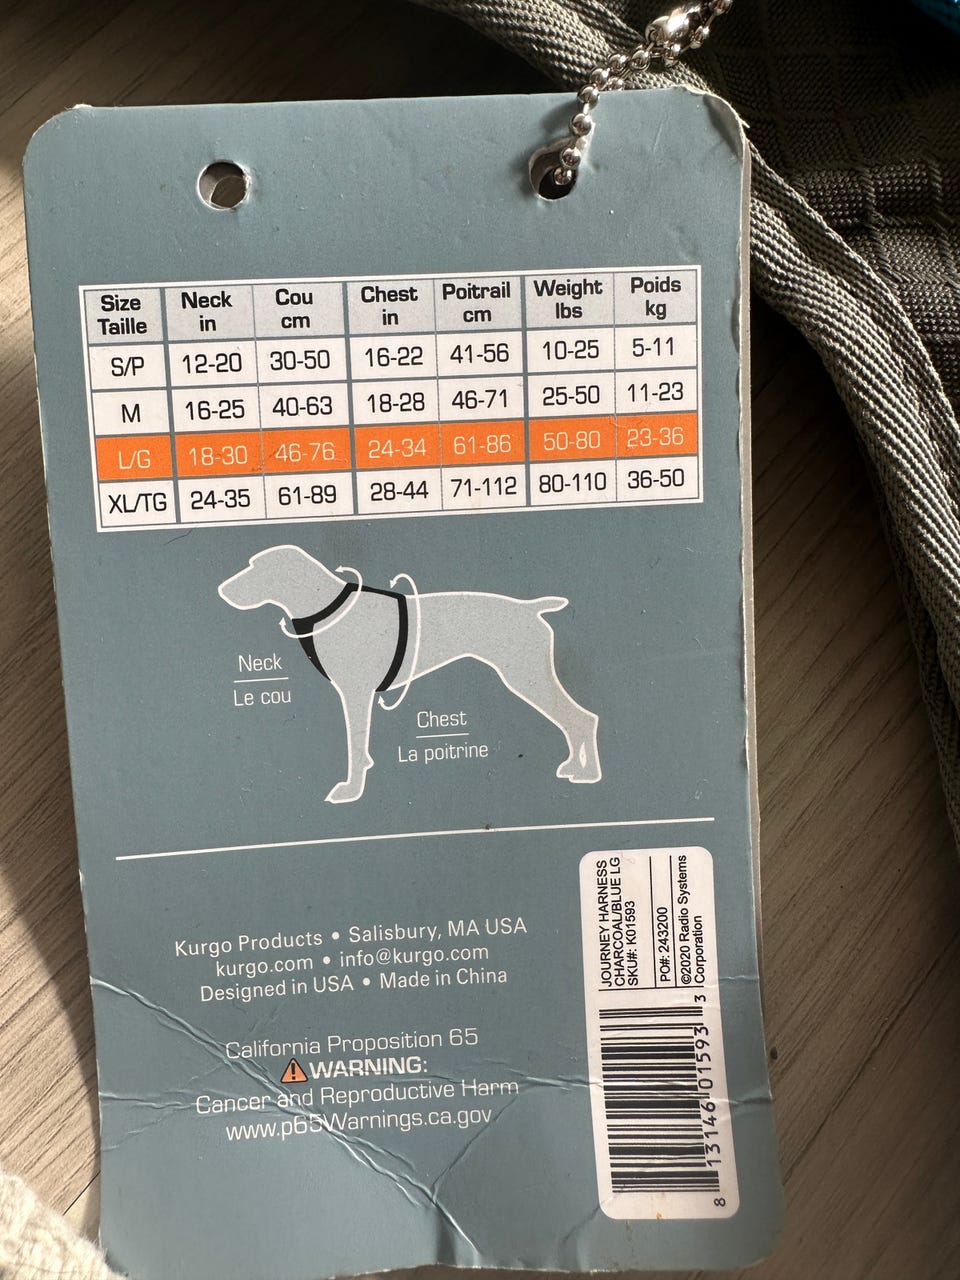 Size Taille Neck in Cou cm Chest in Poitrail cm Weight lbs Poids kg
S/P 12-20 30-50 16-22 41-56 10-25 5-11
M 16-25 40-63 18-28 46-71 25-50 11-23
L/G 18-30 46-76 24-34 61-86 50-80 23-36
XL/TG 24-35 61-89 28-44 71-112 80-110 36-50
Neck
Le cou
Chest
La poitrine
Kurgo Products • Salisbury, MA USA
kurgo.com • info@kurgo.com
Designed in USA • Made in China
California Proposition 65
WARNING:
Cancer and Reproductive Harm
www.p65Warnings.ca.gov
JOURNEY HARNESS
CHARCOAL/BLUE LG
SKU#: K01593
PO#: 243200
©2020 Radio Systems
Corporation
8 13146 01593 3